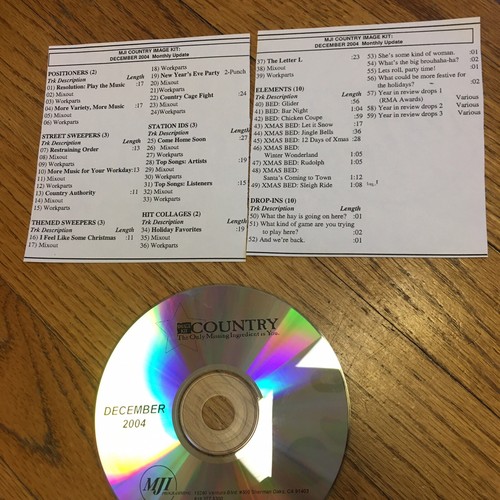 MJI COUNTRY IMAGE KIT:
DECEMBER 2004 Monthly Update
POSITIONERS (2)
Trk Description Length
01) Resolution: Play the Music :17
02) Mixout
03) Workparts
04) More Variety, More Music :17
05) Mixout
06) Workparts
STREET SWEEPERS (3)
Trk Description Length
07) Restraining Order :13
08) Mixout
09) Workparts
10) More Music for Your Workday :13
11) Mixout
12) Workparts
13) Country Authority :11
14) Mixout
15) Workparts
THEMED SWEEPERS (3)
Trk Description Length
16) I Feel Like Some Christmas :11
17) Mixout
18) Workparts
19) New Year's Eve Party 2-Punch
20) Mixout
21) Workparts
22) Country Cage Fight :24
23) Mixout
24) Workparts
STATION IDS (3)
Trk Description Length
25) Come Home Soon :27
26) Mixout
27) Workparts
28) Top Songs: Artists :19
29) Mixout
30) Workparts
31) Top Songs: Listeners :15
32) Mixout
33) Workparts
HIT COLLAGES (2)
Trk Description Length
34) Holiday Favorites :19
35) Mixout
36) Workparts
MJI COUNTRY IMAGE KIT:
DECEMBER 2004 Monthly Update
37) The Letter L :23
38) Mixout
39) Workparts
ELEMENTS (10)
Trk Description Length
40) BED: Glider :56
41) BED: Bar Night 1:04
42) BED: Chicken Coupe :59
43) XMAS BED: Let it Snow :17
44) XMAS BED: Jingle Bells :36
45) XMAS BED: 12 Days of Xmas :28
46) XMAS BED:
Winter Wonderland 1:05
47) XMAS BED: Rudolph 1:05
48) XMAS BED:
Santa's Coming to Town 1:12
49) XMAS BED: Sleigh Ride 1:08
DROP-INS (10)
Trk Description Length
50) What the hay is going on here? :01
51) What kind of game are you trying
to play here? :02
52) And we're back. :01
53) She's some kind of woman. :01
54) What's the big brouhaha-ha? :02
55) Lets roll, party time! :01
56) What could be more festive for
the holidays? :02
57) Year in review drops 1
(RMA Awards) Various
58) Year in review drops 2 Various
59) Year in review drops 3 Various
COUNTRY
The Only Missing Ingredient is You.
DECEMBER
2004
MJI